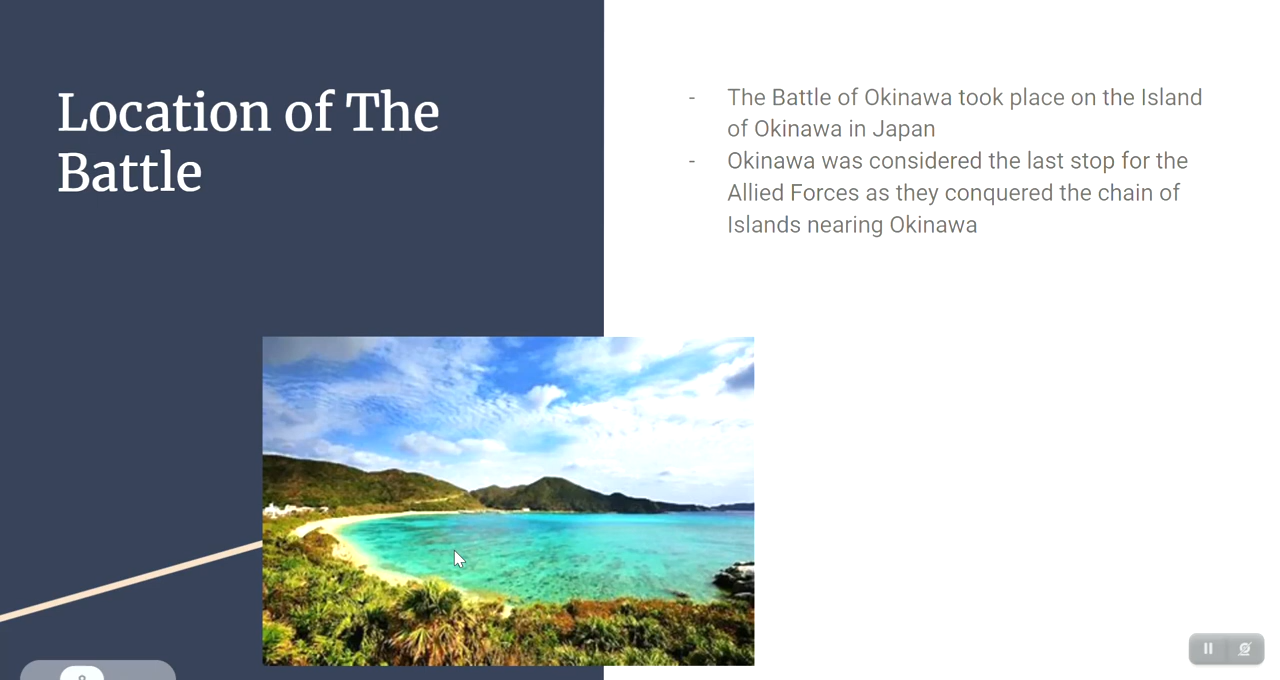 Location of The
Battle
- The Battle of Okinawa took place on the Island
of Okinawa in Japan
- Okinawa was considered the last stop for the
Allied Forces as they conquered the chain of
Islands nearing Okinawa